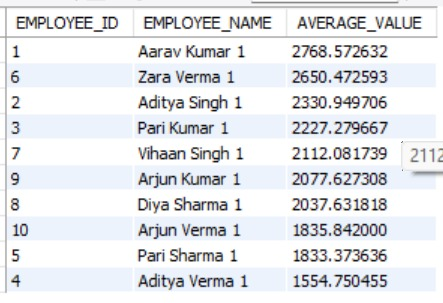 EMPLOYEE_ID EMPLOYEE_NAME AVERAGE_VALUE
1 Aarav Kumar 1 2768.572632
6 Zara Verma 1 2650.472593
2 Aditya Singh 1 2330.949706
3 Pari Kumar 1 2227.279667
7 Vihaan Singh 1 2112.081739 2112
9 Arjun Kumar 1 2077.627308
8 Diya Sharma 1 2037.631818
10 Arjun Verma 1 1835.842000
5 Pari Sharma 1 1833.373636
4 Aditya Verma 1 1554.750455